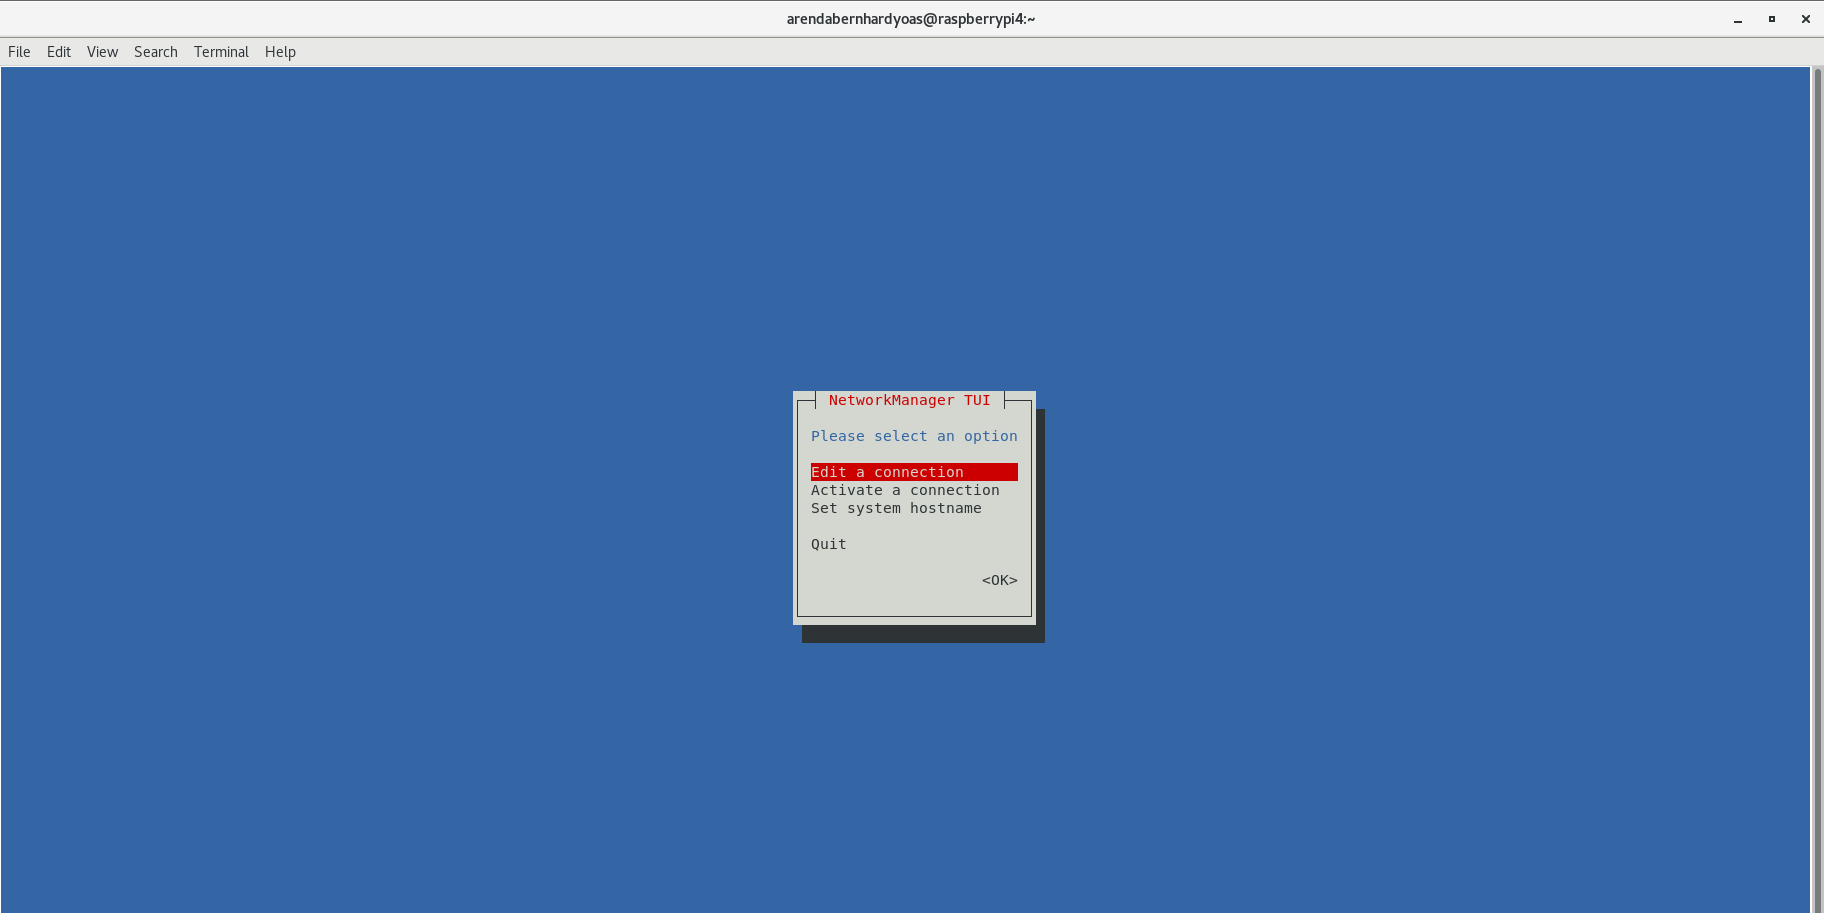 arendabernhardyoas@raspberrypi4:~
File Edit View Search Terminal Help
NetworkManager TUI
Please select an option
Edit a connection
Activate a connection
Set system hostname
Quit
<OK>